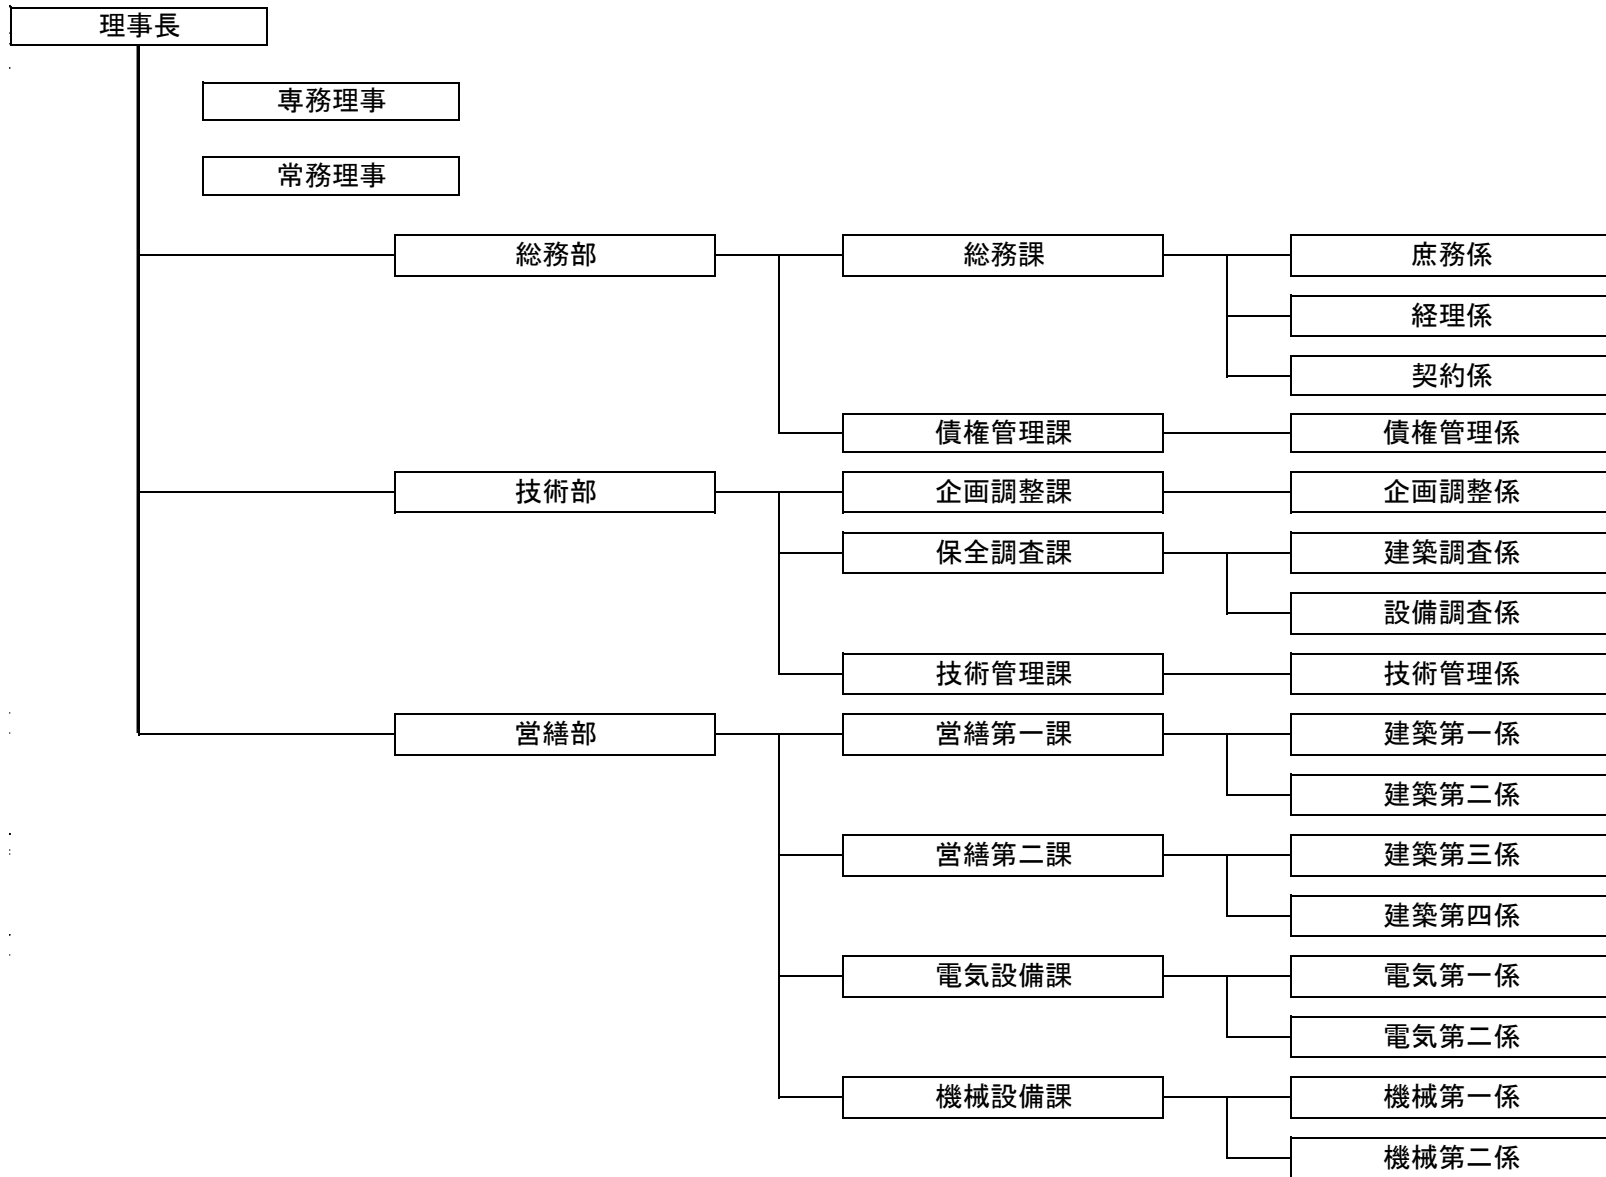 理事長
専務理事
常務理事
総務部 総務課 庶務係
経理係
契約係
債権管理課 債権管理係
技術部 企画調整課 企画調整係
保全調査課 建築調査係
設備調査係
技術管理課 技術管理係
営繕部 営繕第一課 建築第一係
建築第二係
営繕第二課 建築第三係
建築第四係
電気設備課 電気第一係
電気第二係
機械設備課 機械第一係
機械第二係